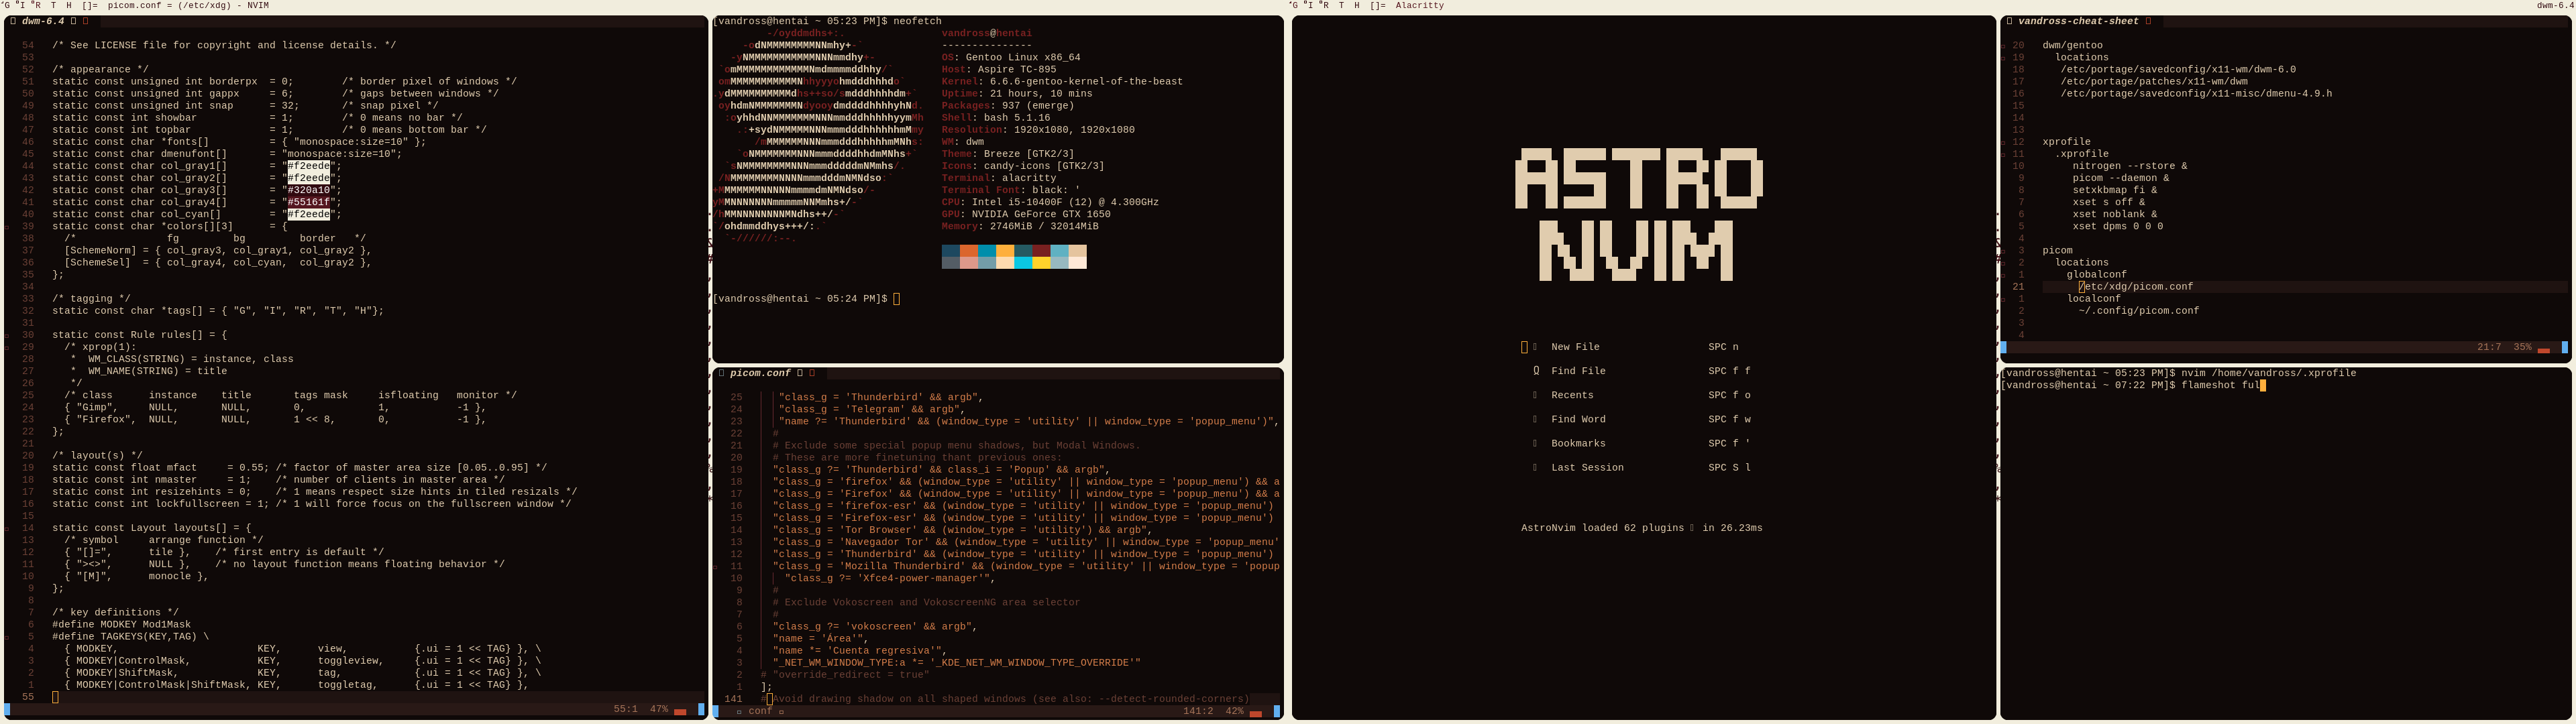 G I R T H []= picom.conf = (/etc/xdg) - NVIM
dwm-6.4
54 /* See LICENSE file for copyright and license details. */
53
52 /* appearance */
51 static const unsigned int borderpx  = 0;        /* border pixel of windows */
50 static const unsigned int gappx     = 6;        /* gaps between windows */
49 static const unsigned int snap      = 32;       /* snap pixel */
48 static const int showbar            = 1;        /* 0 means no bar */
47 static const int topbar             = 1;        /* 0 means bottom bar */
46 static const char *fonts[]          = { "monospace:size=10" };
45 static const char dmenufont[]       = "monospace:size=10";
44 static const char col_gray1[]       = "#f2eede";
43 static const char col_gray2[]       = "#f2eede";
42 static const char col_gray3[]       = "#320a10";
41 static const char col_gray4[]       = "#55161f";
40 static const char col_cyan[]        = "#f2eede";
39 static const char *colors[][3]      = {
38   /*               fg         bg         border   */
37   [SchemeNorm] = { col_gray3, col_gray1, col_gray2 },
36   [SchemeSel]  = { col_gray4, col_cyan,  col_gray2 },
35 };
34
33 /* tagging */
32 static const char *tags[] = { "G", "I", "R", "T", "H"};
31
30 static const Rule rules[] = {
29   /* xprop(1):
28    *  WM_CLASS(STRING) = instance, class
27    *  WM_NAME(STRING) = title
26    */
25   /* class      instance    title       tags mask     isfloating   monitor */
24   { "Gimp",     NULL,       NULL,       0,            1,           -1 },
23   { "Firefox",  NULL,       NULL,       1 << 8,       0,           -1 },
22 };
21
20 /* layout(s) */
19 static const float mfact     = 0.55; /* factor of master area size [0.05..0.95] */
18 static const int nmaster     = 1;    /* number of clients in master area */
17 static const int resizehints = 0;    /* 1 means respect size hints in tiled resizals */
16 static const int lockfullscreen = 1; /* 1 will force focus on the fullscreen window */
15
14 static const Layout layouts[] = {
13   /* symbol     arrange function */
12   { "[]=",      tile },    /* first entry is default */
11   { "><>",      NULL },    /* no layout function means floating behavior */
10   { "[M]",      monocle },
9 };
8
7 /* key definitions */
6 #define MODKEY Mod1Mask
5 #define TAGKEYS(KEY,TAG) \
4   { MODKEY,                       KEY,      view,           {.ui = 1 << TAG} }, \
3   { MODKEY|ControlMask,           KEY,      toggleview,     {.ui = 1 << TAG} }, \
2   { MODKEY|ShiftMask,             KEY,      tag,            {.ui = 1 << TAG} }, \
1   { MODKEY|ControlMask|ShiftMask, KEY,      toggletag,      {.ui = 1 << TAG} },
55
55:1 47%
[vandross@hentai ~ 05:23 PM]$ neofetch
vandross@hentai
---------------
OS: Gentoo Linux x86_64
Host: Aspire TC-895
Kernel: 6.6.6-gentoo-kernel-of-the-beast
Uptime: 21 hours, 10 mins
Packages: 937 (emerge)
Shell: bash 5.1.16
Resolution: 1920x1080, 1920x1080
WM: dwm
Theme: Breeze [GTK2/3]
Icons: candy-icons [GTK2/3]
Terminal: alacritty
Terminal Font: black: '
CPU: Intel i5-10400F (12) @ 4.300GHz
GPU: NVIDIA GeForce GTX 1650
Memory: 2746MiB / 32014MiB
[vandross@hentai ~ 05:24 PM]$
picom.conf
25 "class_g = 'Thunderbird' && argb",
24 "class_g = 'Telegram' && argb",
23 "name ?= 'Thunderbird' && (window_type = 'utility' || window_type = 'popup_menu')",
22 #
21 # Exclude some special popup menu shadows, but Modal Windows.
20 # These are more finetuning thant previous ones:
19 "class_g ?= 'Thunderbird' && class_i = 'Popup' && argb",
18 "class_g = 'firefox' && (window_type = 'utility' || window_type = 'popup_menu') && a
17 "class_g = 'Firefox' && (window_type = 'utility' || window_type = 'popup_menu') && a
16 "class_g = 'firefox-esr' && (window_type = 'utility' || window_type = 'popup_menu')
15 "class_g = 'Firefox-esr' && (window_type = 'utility' || window_type = 'popup_menu')
14 "class_g = 'Tor Browser' && (window_type = 'utility') && argb",
13 "class_g = 'Navegador Tor' && (window_type = 'utility' || window_type = 'popup_menu'
12 "class_g = 'Thunderbird' && (window_type = 'utility' || window_type = 'popup_menu')
11 "class_g = 'Mozilla Thunderbird' && (window_type = 'utility' || window_type = 'popup
10 "class_g ?= 'Xfce4-power-manager'",
9 #
8 # Exclude Vokoscreen and VokoscreenNG area selector
7 #
6 "class_g ?= 'vokoscreen' && argb",
5 "name = 'Área'",
4 "name *= 'Cuenta regresiva'",
3 "_NET_WM_WINDOW_TYPE:a *= '_KDE_NET_WM_WINDOW_TYPE_OVERRIDE'"
2 # "override_redirect = true"
1 ];
141 # Avoid drawing shadow on all shaped windows (see also: --detect-rounded-corners)
conf 141:2 42%
G I R T H []= Alacritty
dwm-6.4
ASTRO
NVIM
New File SPC n
Find File SPC f f
Recents SPC f o
Find Word SPC f w
Bookmarks SPC f '
Last Session SPC S l
AstroNvim loaded 62 plugins in 26.23ms
vandross-cheat-sheet
20 dwm/gentoo
19   locations
18    /etc/portage/savedconfig/x11-wm/dwm-6.0
17    /etc/portage/patches/x11-wm/dwm
16    /etc/portage/savedconfig/x11-misc/dmenu-4.9.h
15
14
13
12 xprofile
11   .xprofile
10      nitrogen --rstore &
9      picom --daemon &
8      setxkbmap fi &
7      xset s off &
6      xset noblank &
5      xset dpms 0 0 0
4
3 picom
2   locations
1     globalconf
21       /etc/xdg/picom.conf
1     localconf
2       ~/.config/picom.conf
3
4
21:7 35%
[vandross@hentai ~ 05:23 PM]$ nvim /home/vandross/.xprofile
[vandross@hentai ~ 07:22 PM]$ flameshot ful